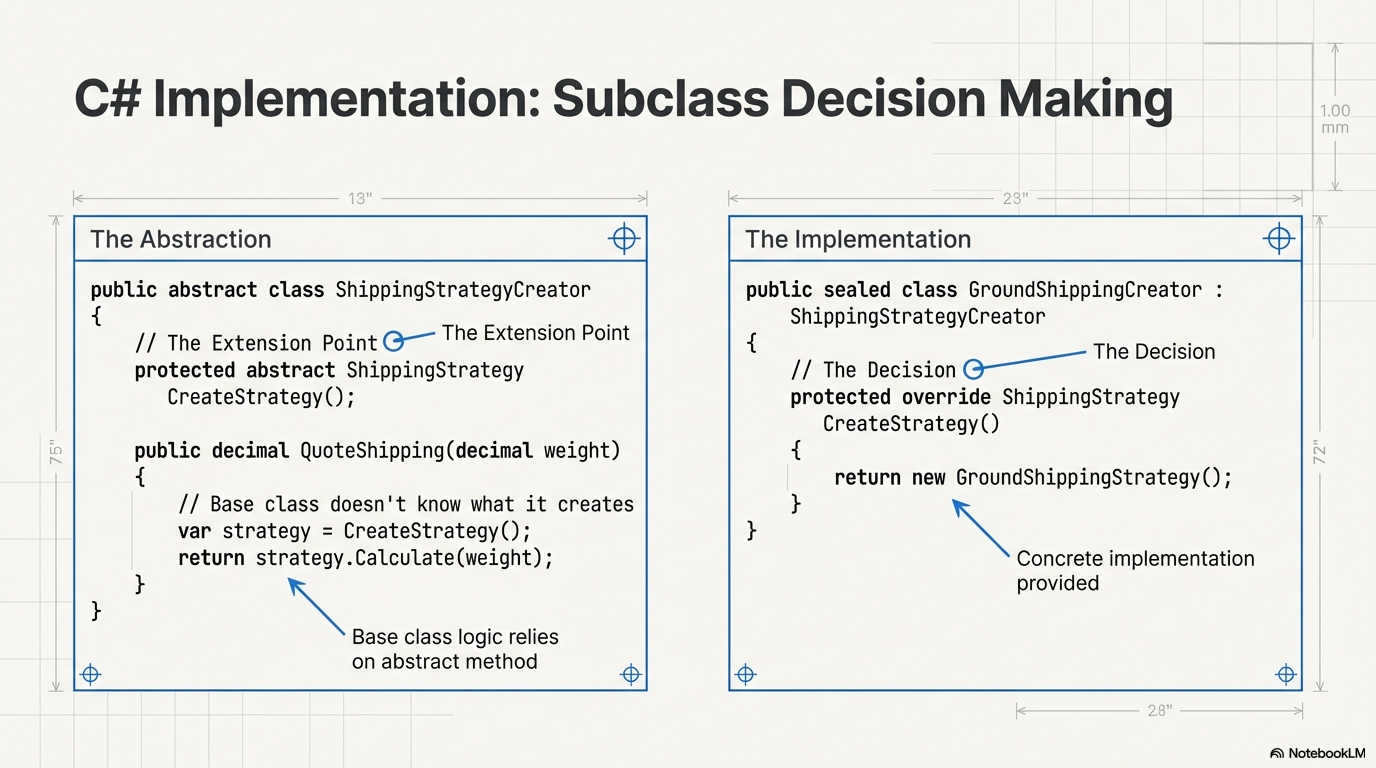 C# Implementation: Subclass Decision Making
1.00
mm
13"
75"
The Abstraction
public abstract class ShippingStrategyCreator
{
// The Extension Point
The Extension Point
protected abstract ShippingStrategy
CreateStrategy();
public decimal QuoteShipping(decimal weight)
{
// Base class doesn't know what it creates
var strategy = CreateStrategy();
return strategy.Calculate(weight);
}
}
Base class logic relies
on abstract method
23"
72"
The Implementation
public sealed class GroundShippingCreator :
ShippingStrategyCreator
{
// The Decision
The Decision
protected override ShippingStrategy
CreateStrategy()
{
return new GroundShippingStrategy();
}
}
Concrete implementation
provided
28"
NotebookLM